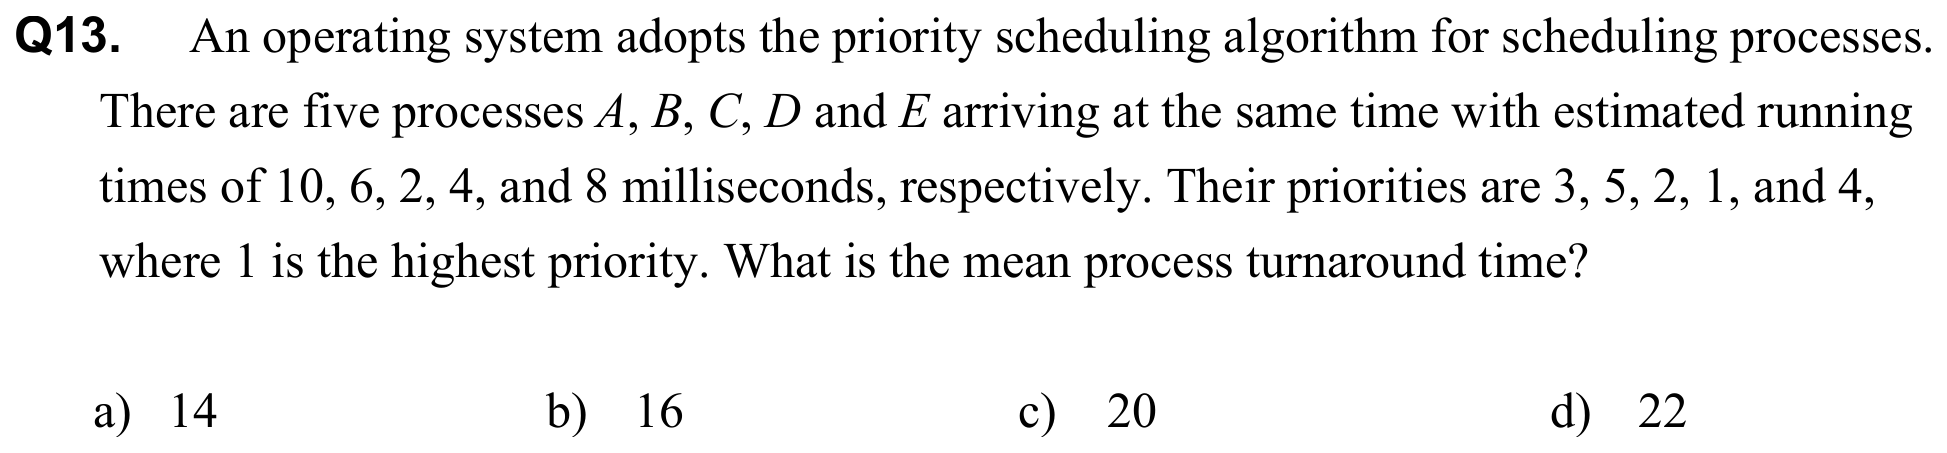 Q13. An operating system adopts the priority scheduling algorithm for scheduling processes.
There are five processes A, B, C, D and E arriving at the same time with estimated running
times of 10, 6, 2, 4, and 8 milliseconds, respectively. Their priorities are 3, 5, 2, 1, and 4,
where 1 is the highest priority. What is the mean process turnaround time?
a) 14 b) 16 c) 20 d) 22